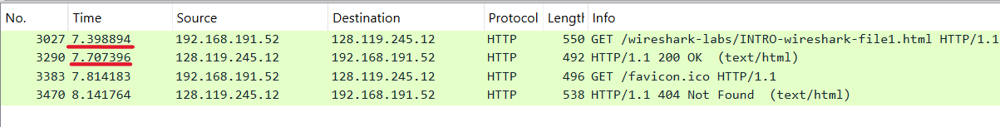 No. Time Source Destination Protocol Length Info
3027 7.398894 192.168.191.52 128.119.245.12 HTTP 550 GET /wireshark-labs/INTRO-wireshark-file1.html HTTP/1.1
3290 7.707396 128.119.245.12 192.168.191.52 HTTP 492 HTTP/1.1 200 OK (text/html)
3383 7.814183 192.168.191.52 128.119.245.12 HTTP 496 GET /favicon.ico HTTP/1.1
3470 8.141764 128.119.245.12 192.168.191.52 HTTP 538 HTTP/1.1 404 Not Found (text/html)